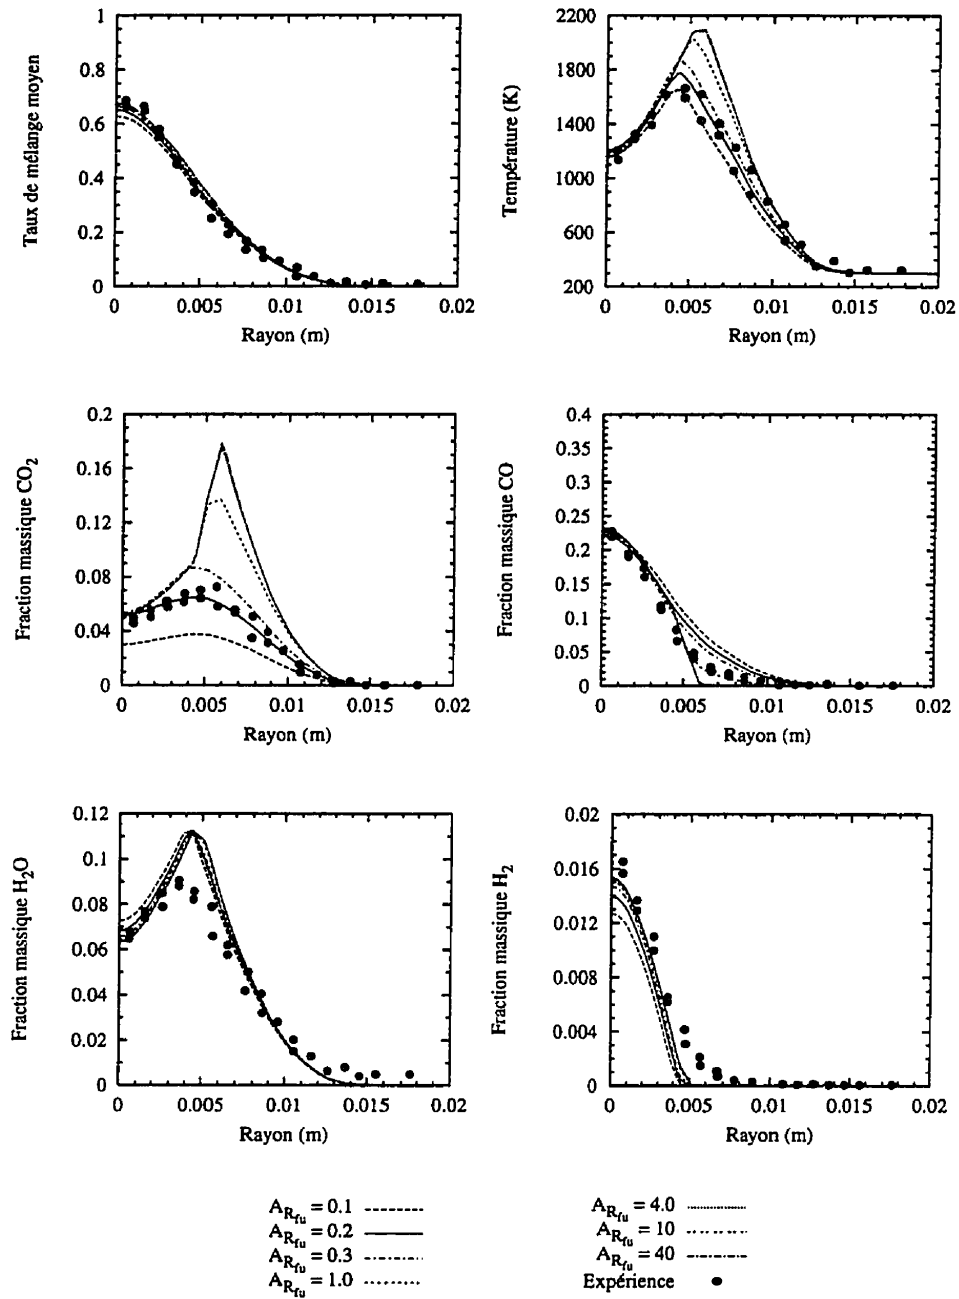 Taux de mélange moyen
1
0.8
0.6
0.4
0.2
0
0 0.005 0.01 0.015 0.02
Rayon (m)
Température (K)
2200
1800
1400
1000
600
200
0 0.005 0.01 0.015 0.02
Rayon (m)
Fraction massique CO2
0.2
0.16
0.12
0.08
0.04
0
0 0.005 0.01 0.015 0.02
Rayon (m)
Fraction massique CO
0.4
0.35
0.3
0.25
0.2
0.15
0.1
0.05
0
0 0.005 0.01 0.015 0.02
Rayon (m)
Fraction massique H2O
0.12
0.1
0.08
0.06
0.04
0.02
0
0 0.005 0.01 0.015 0.02
Rayon (m)
Fraction massique H2
0.02
0.016
0.012
0.008
0.004
0
0 0.005 0.01 0.015 0.02
Rayon (m)
ARfu = 0.1
ARfu = 0.2
ARfu = 0.3
ARfu = 1.0
ARfu = 4.0
ARfu = 10
ARfu = 40
Expérience